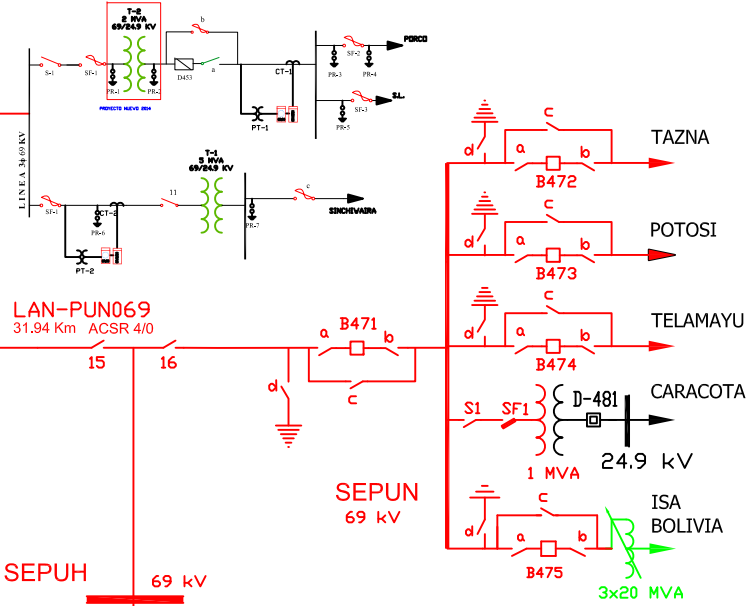 T-2
2 MVA
69/24.9 KV
b
PORCO
S-1
SF-1
PR-1
PR-2
D453
a
CT-1
SF-2
PR-3
PR-4
S.L.
PROYECTO NUEVO 2014
PT-1
PR-5
SF-3
LINEA 3ϕ 69 KV
T-1
5 MVA
69/24.9 KV
SF-1
CT-2
11
c
PR-6
PR-7
SINCHIWAIRA
PT-2
c
a
b
d
B472
TAZNA
c
a
b
d
B473
POTOSI
LAN-PUN069
31.94 Km ACSR 4/0
15
16
B471
a
b
c
d
c
a
b
d
B474
TELAMAYU
S1
SF1
D-481
CARACOTA
1 MVA
24.9 kV
SEPUN
69 kV
c
a
b
d
B475
ISA
BOLIVIA
3x20 MVA
SEPUH
69 kV